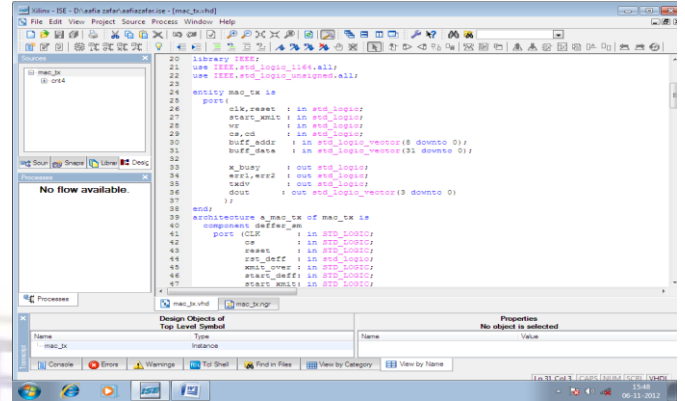 Xilinx - ISE - D:\aafia zafar\aafiazafar.ise - [mac_tx.vhd]
File Edit View Project Source Process Window Help
Sources
mac_tx
cnt4
Sour Snaps Librar Desig
Processes
No flow available.
Processes
20 library IEEE;
21 use IEEE.std_logic_1164.all;
22 use IEEE.std_logic_unsigned.all;
23
24 entity mac_tx is
25 port(
26 clk,reset : in std_logic;
27 start_xmit : in std_logic;
28 wr : in std_logic;
29 cs,cd : in std_logic;
30 buff_addr : in std_logic_vector(8 downto 0);
31 buff_data : in std_logic_vector(31 downto 0);
32
33 x_busy : out std_logic;
34 err1,err2 : out std_logic;
35 txdv : out std_logic;
36 dout : out std_logic_vector(3 downto 0)
37 );
38 end;
39 architecture a_mac_tx of mac_tx is
40 component deffer_sm
41 port (CLK : in STD_LOGIC;
42 cs : in STD_LOGIC;
43 reset : in STD_LOGIC;
44 rst_deff : in STD_LOGIC;
45 xmit_over : in STD_LOGIC;
46 start_deff: in STD_LOGIC;
47 start_xmit: in STD_LOGIC;
mac_tx.vhd mac_tx.ngr
Design Objects of
Top Level Symbol
Properties
No object is selected
Name Type Name Value
mac_tx Instance
Transcript
Console Errors Warnings Tcl Shell Find in Files View by Category View by Name
Ln 31 Col 3 CAPS NUM SCRL VHDL
ISE
15:48
06-11-2012